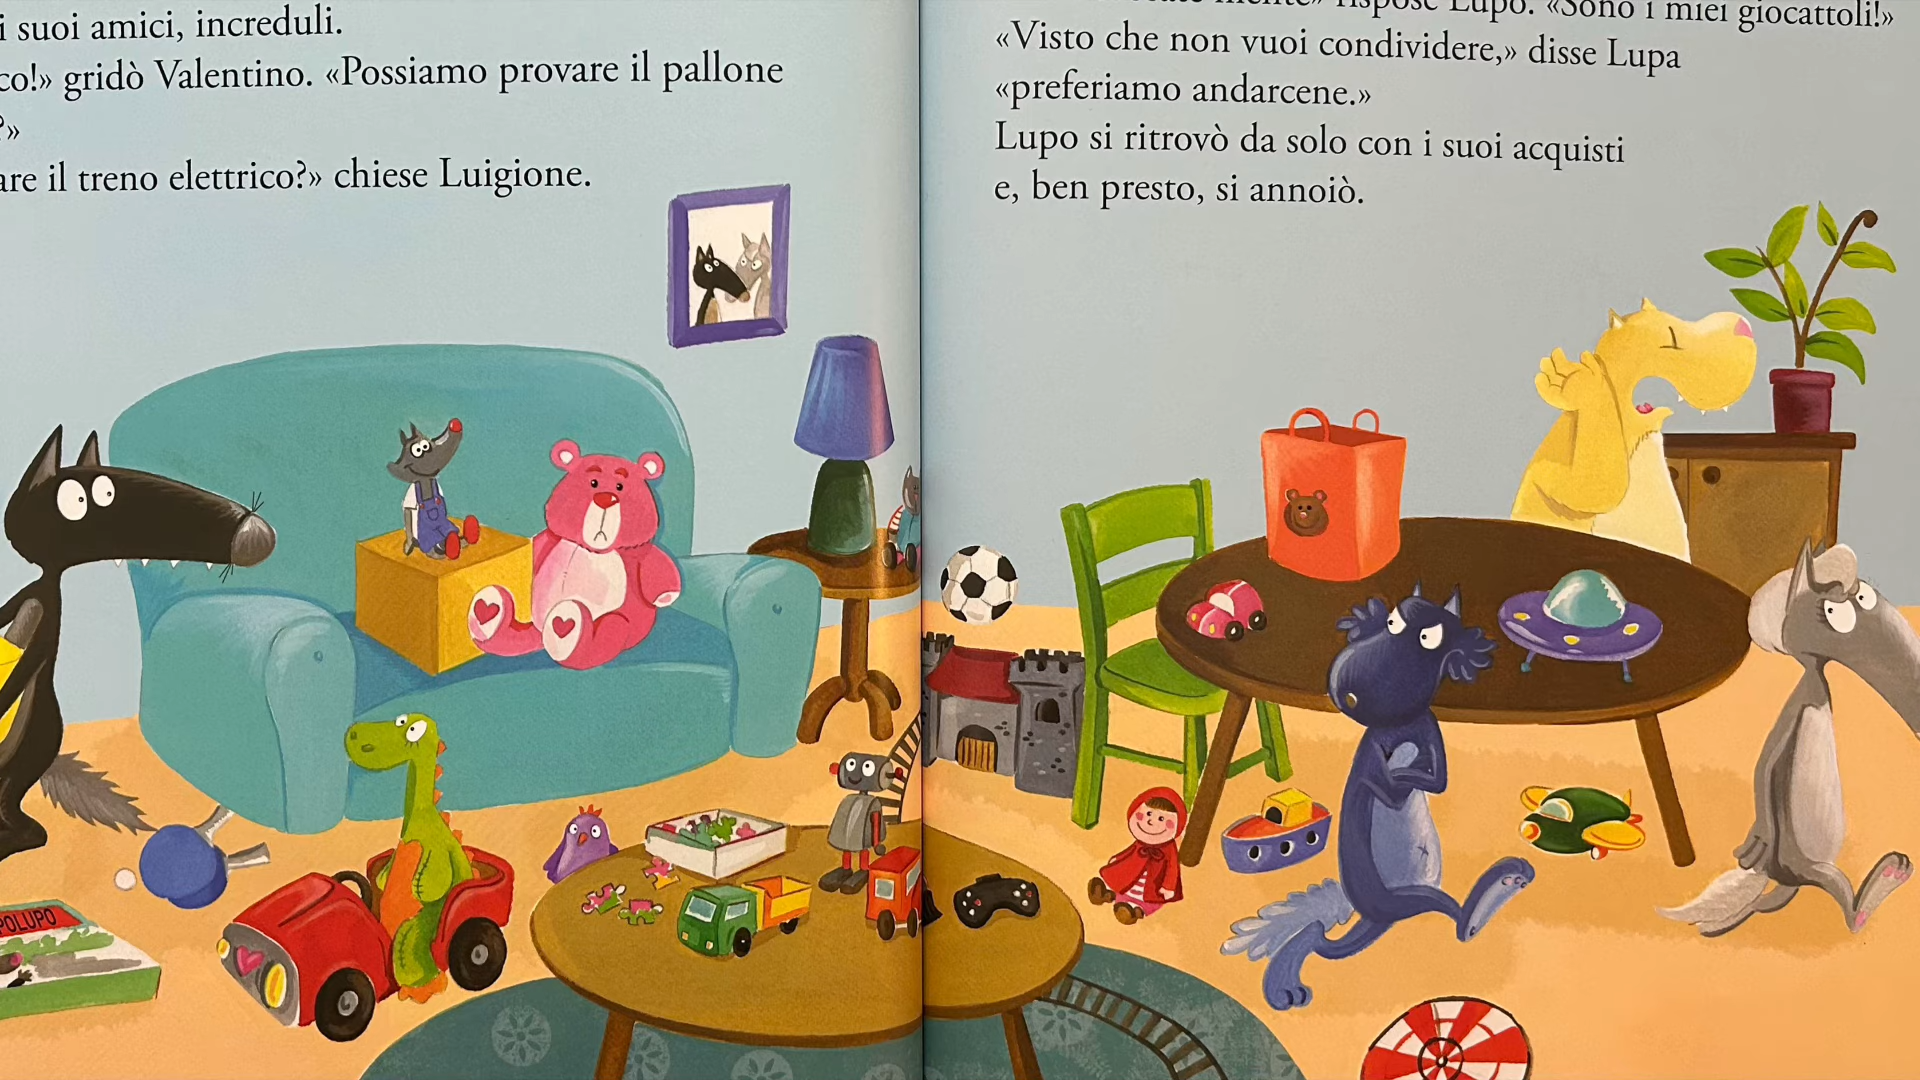 i suoi amici, increduli.
co!» gridò Valentino. «Possiamo provare il pallone
?»
are il treno elettrico?» chiese Luigione.
POLUPO
rispose Lupo. «Sono i miei giocattoli!»
«Visto che non vuoi condividere,» disse Lupa
«preferiamo andarcene.»
Lupo si ritrovò da solo con i suoi acquisti
e, ben presto, si annoiò.